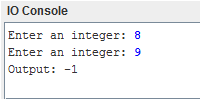 IO Console
Enter an integer: 8
Enter an integer: 9
Output: -1